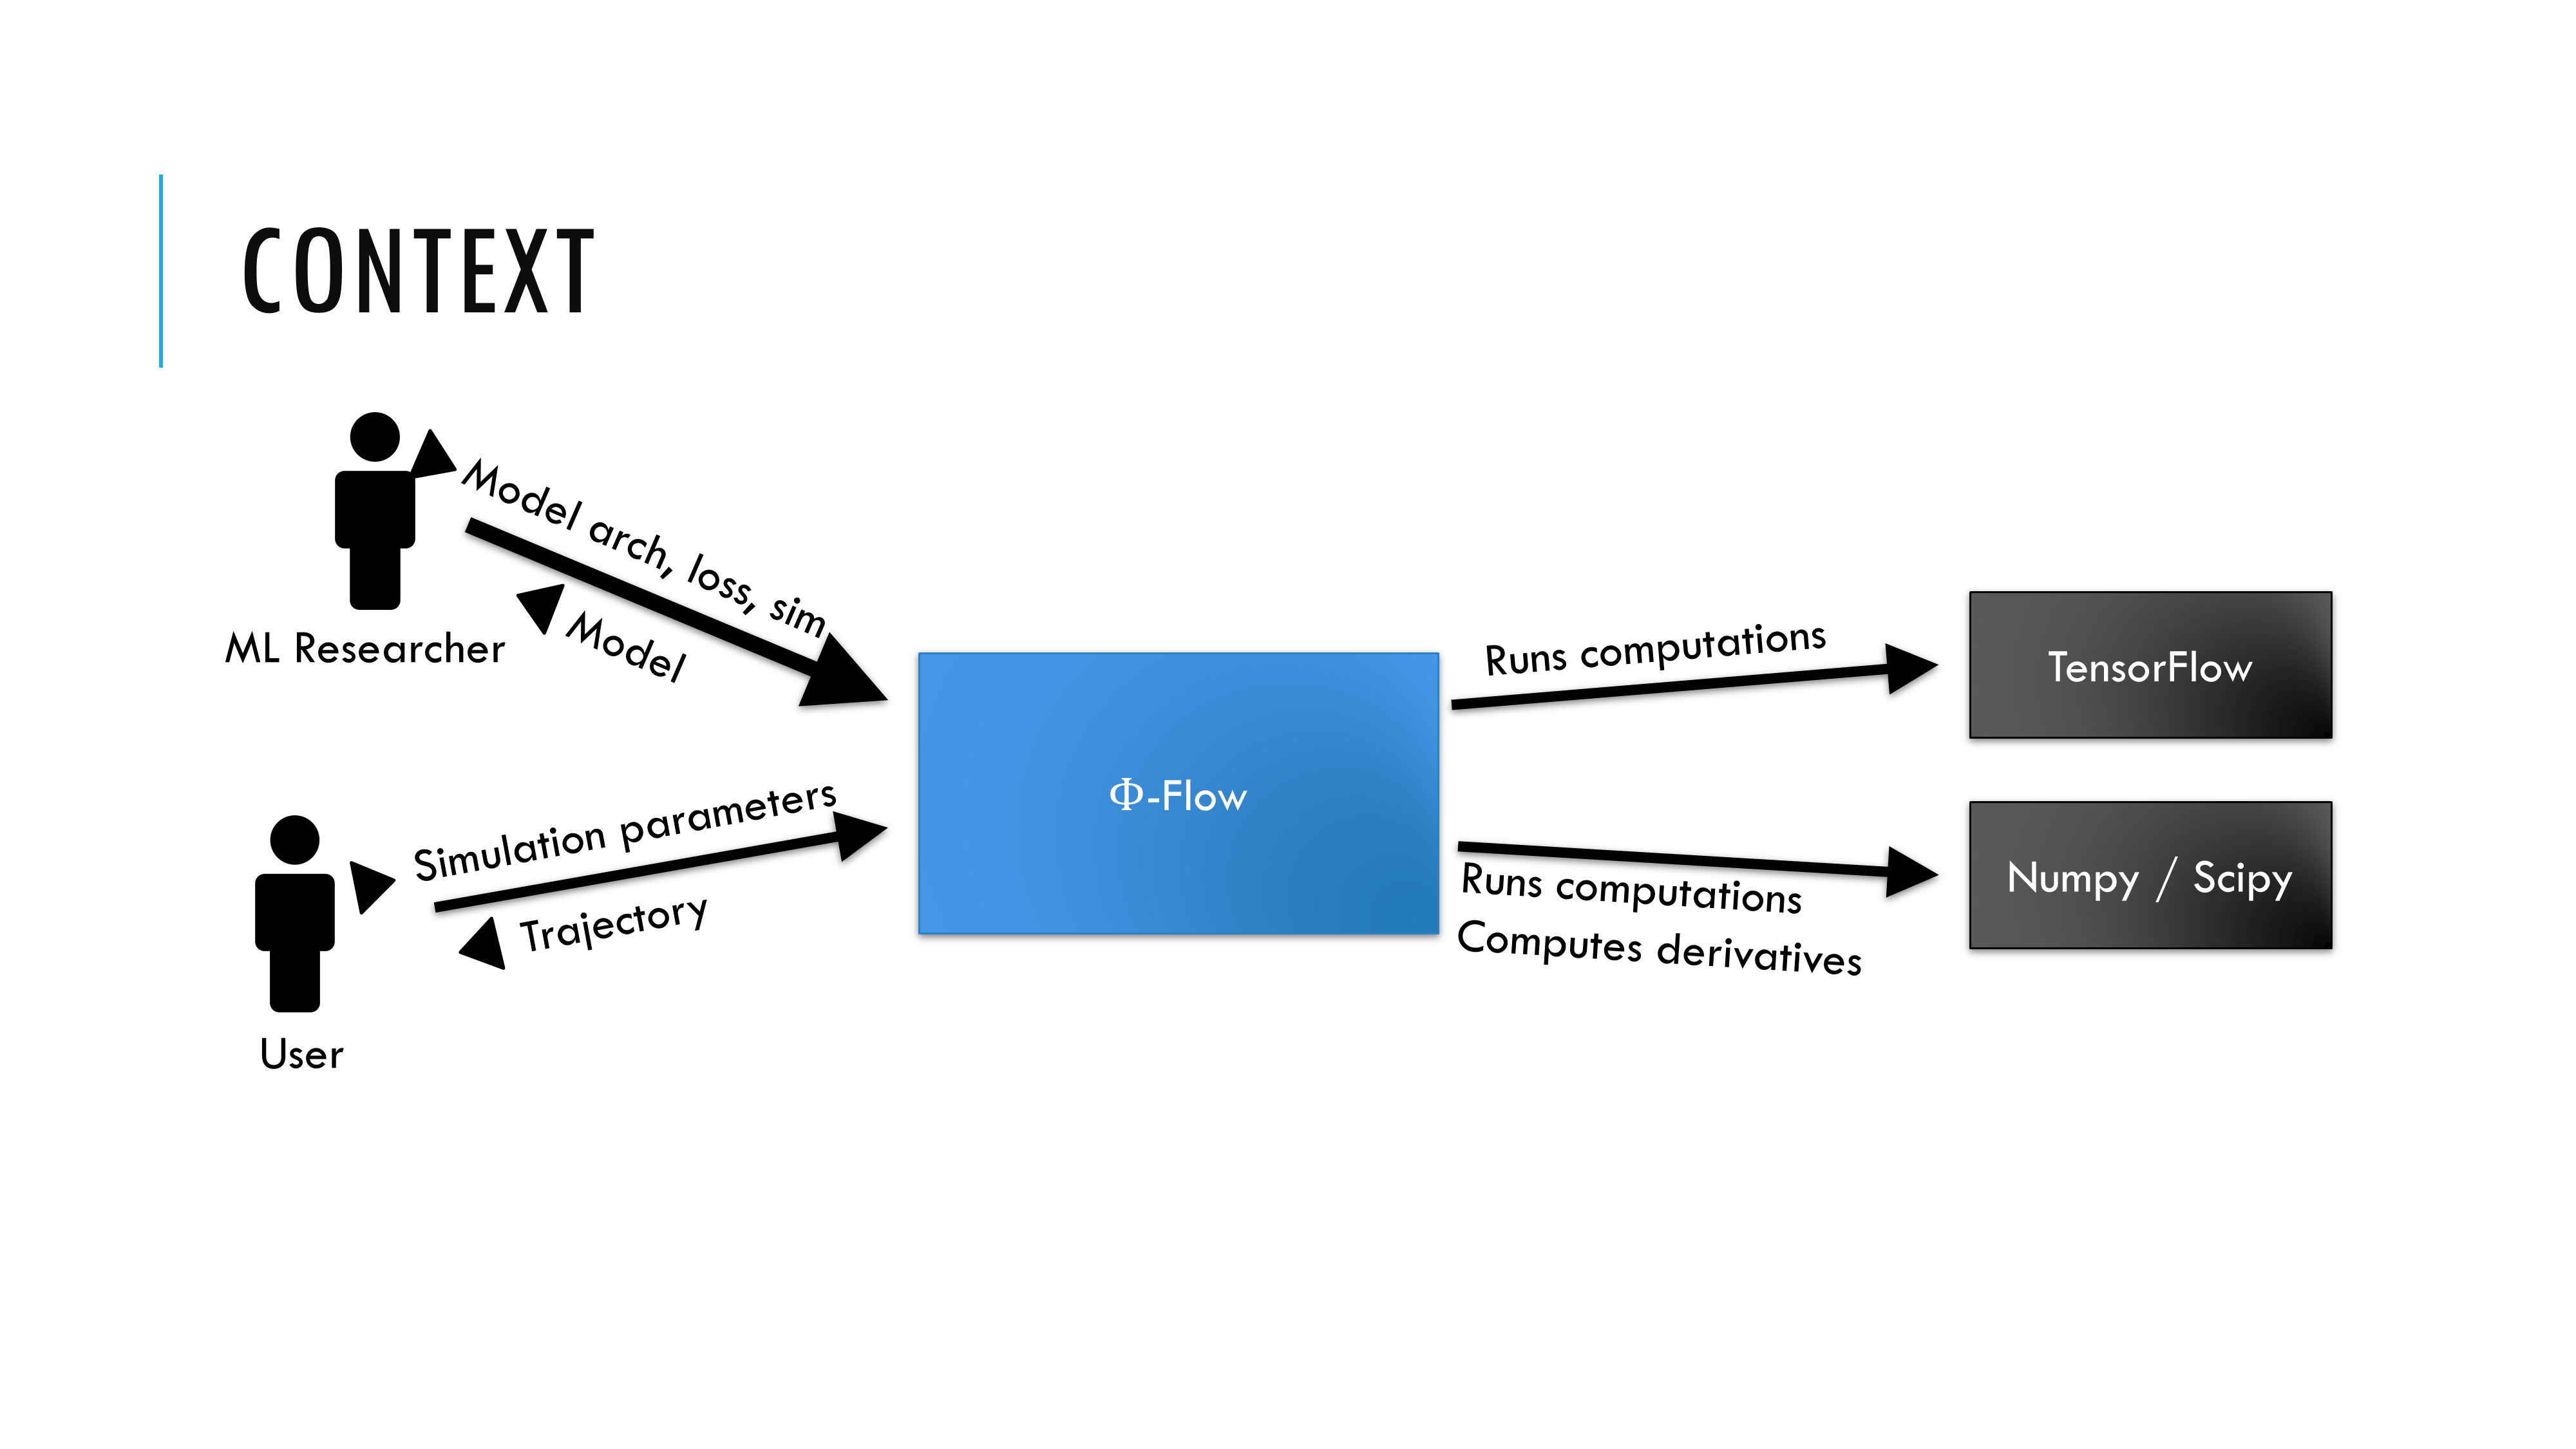 CONTEXT
Model arch, loss, sim
Model
ML Researcher
Simulation parameters
Trajectory
User
Φ-Flow
Runs computations
Runs computations
Computes derivatives
TensorFlow
Numpy / Scipy